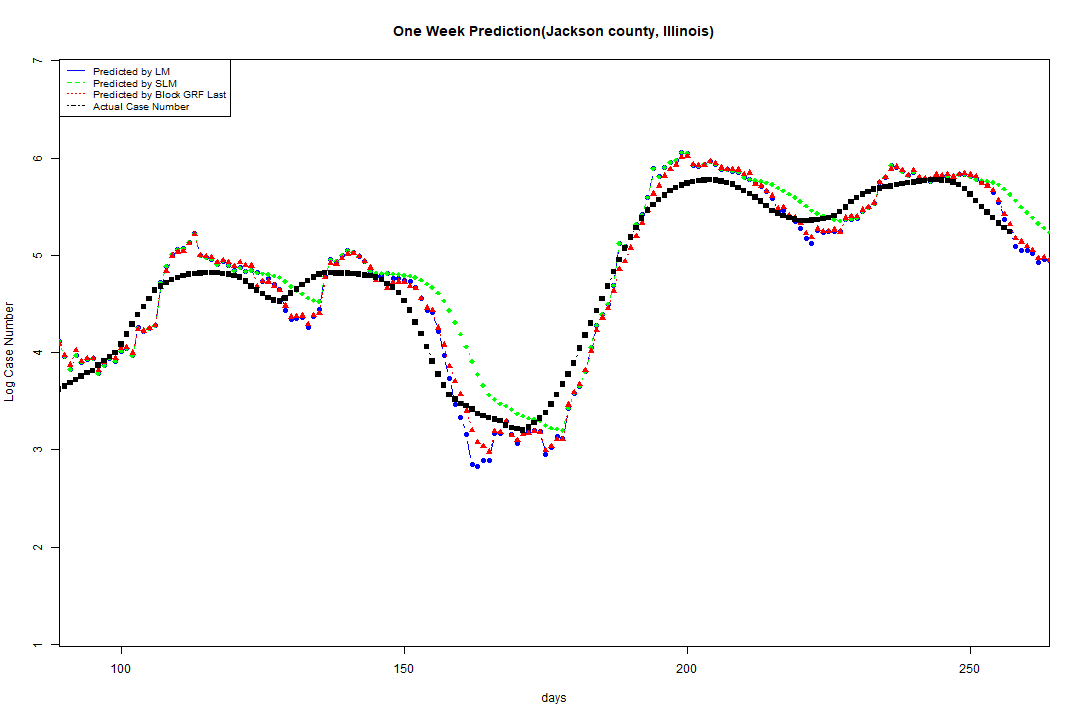 One Week Prediction(Jackson county, Illinois)
Predicted by LM
Predicted by SLM
Predicted by Block GRF Last
Actual Case Number
7
6
5
4
3
2
1
Log Case Number
100 150 200 250
days